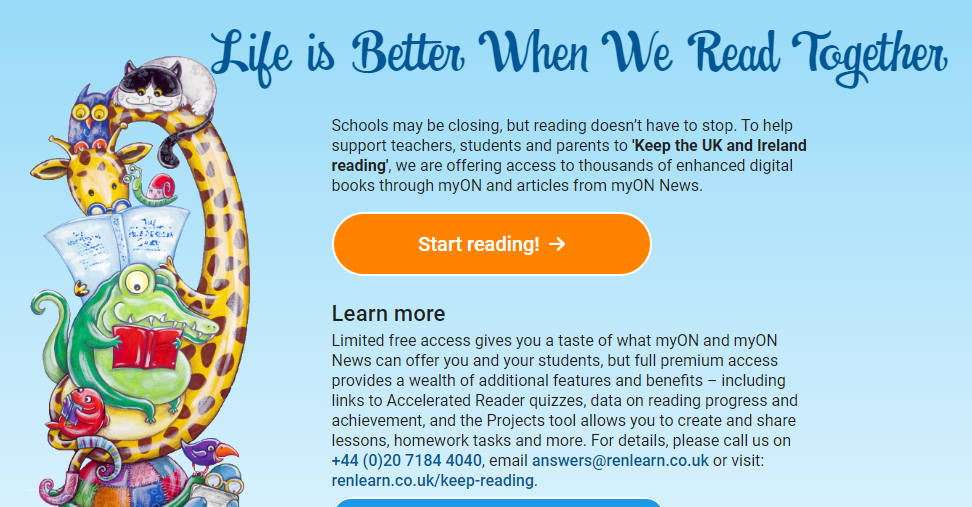 Life is Better When We Read Together
Schools may be closing, but reading doesn’t have to stop. To help
support teachers, students and parents to 'Keep the UK and Ireland
reading', we are offering access to thousands of enhanced digital
books through myON and articles from myON News.
Start reading! →
Learn more
Limited free access gives you a taste of what myON and myON
News can offer you and your students, but full premium access
provides a wealth of additional features and benefits – including
links to Accelerated Reader quizzes, data on reading progress and
achievement, and the Projects tool allows you to create and share
lessons, homework tasks and more. For details, please call us on
+44 (0)20 7184 4040, email answers@renlearn.co.uk or visit:
renlearn.co.uk/keep-reading.